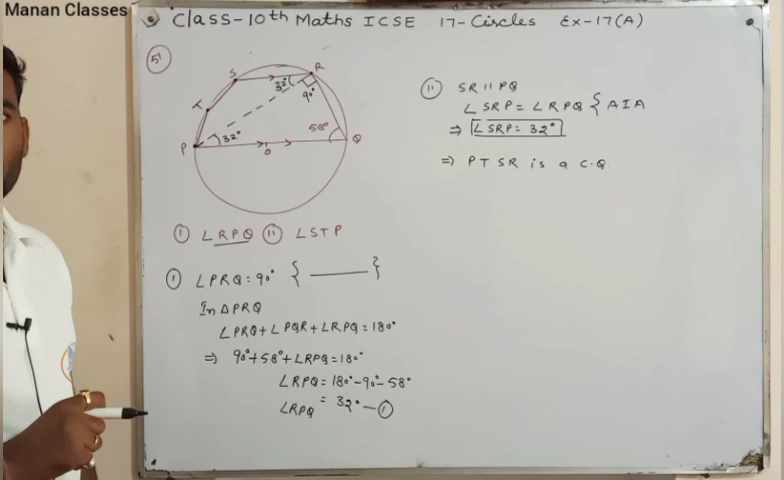 Manan Classes
Class-10th Maths ICSE 17-Circles Ex-17(A)
5
S
R
T
32°
90°
P
32°
58°
Q
O
(i) ∠RPQ (ii) ∠STP
(i) ∠PRQ = 90° { ——— }
In △PRQ
∠PRQ + ∠PQR + ∠RPQ = 180°
⇒ 90° + 58° + ∠RPQ = 180°
∠RPQ = 180° - 90° - 58°
∠RPQ = 32° — (1)
(ii) SR || PQ
∠SRP = ∠RPQ { AIA
⇒ ∠SRP = 32°
⇒ PTSR is a C.Q.